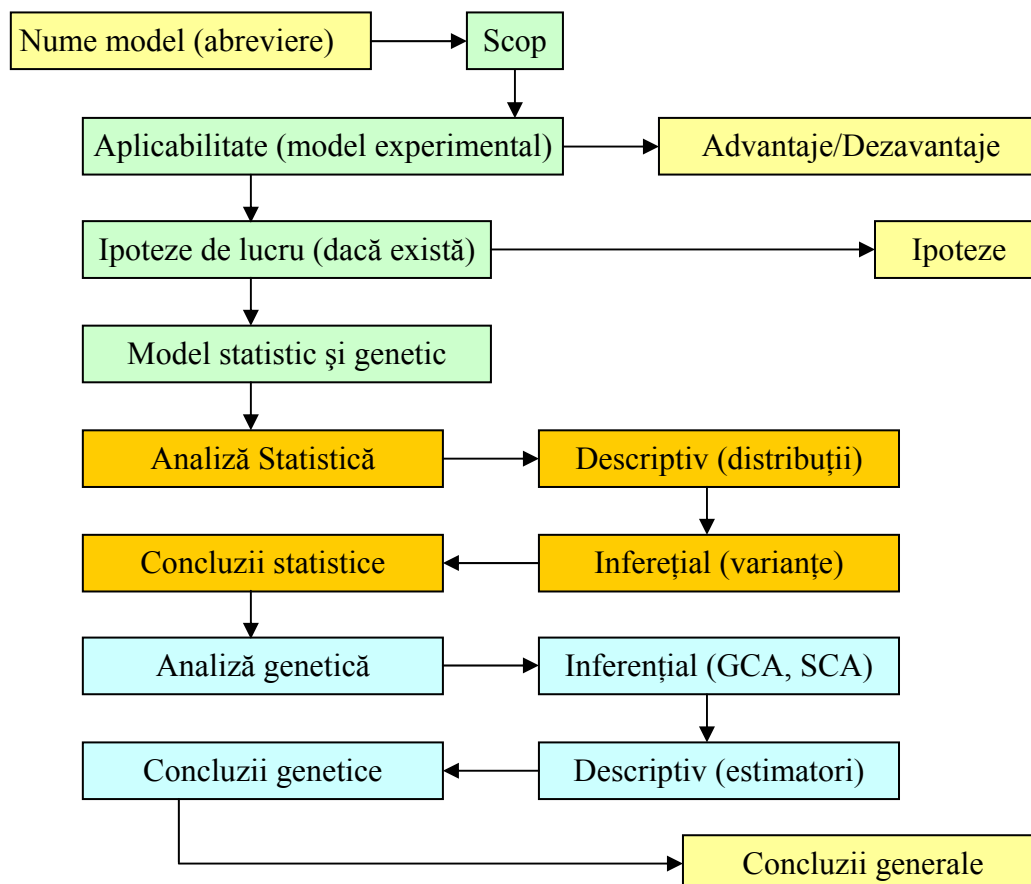 Nume model (abreviere)
Scop
Aplicabilitate (model experimental)
Advantaje/Dezavantaje
Ipoteze de lucru (dacă există)
Ipoteze
Model statistic şi genetic
Analiză Statistică
Descriptiv (distribuții)
Concluzii statistice
Inferețial (varianțe)
Analiză genetică
Inferențial (GCA, SCA)
Concluzii genetice
Descriptiv (estimatori)
Concluzii generale